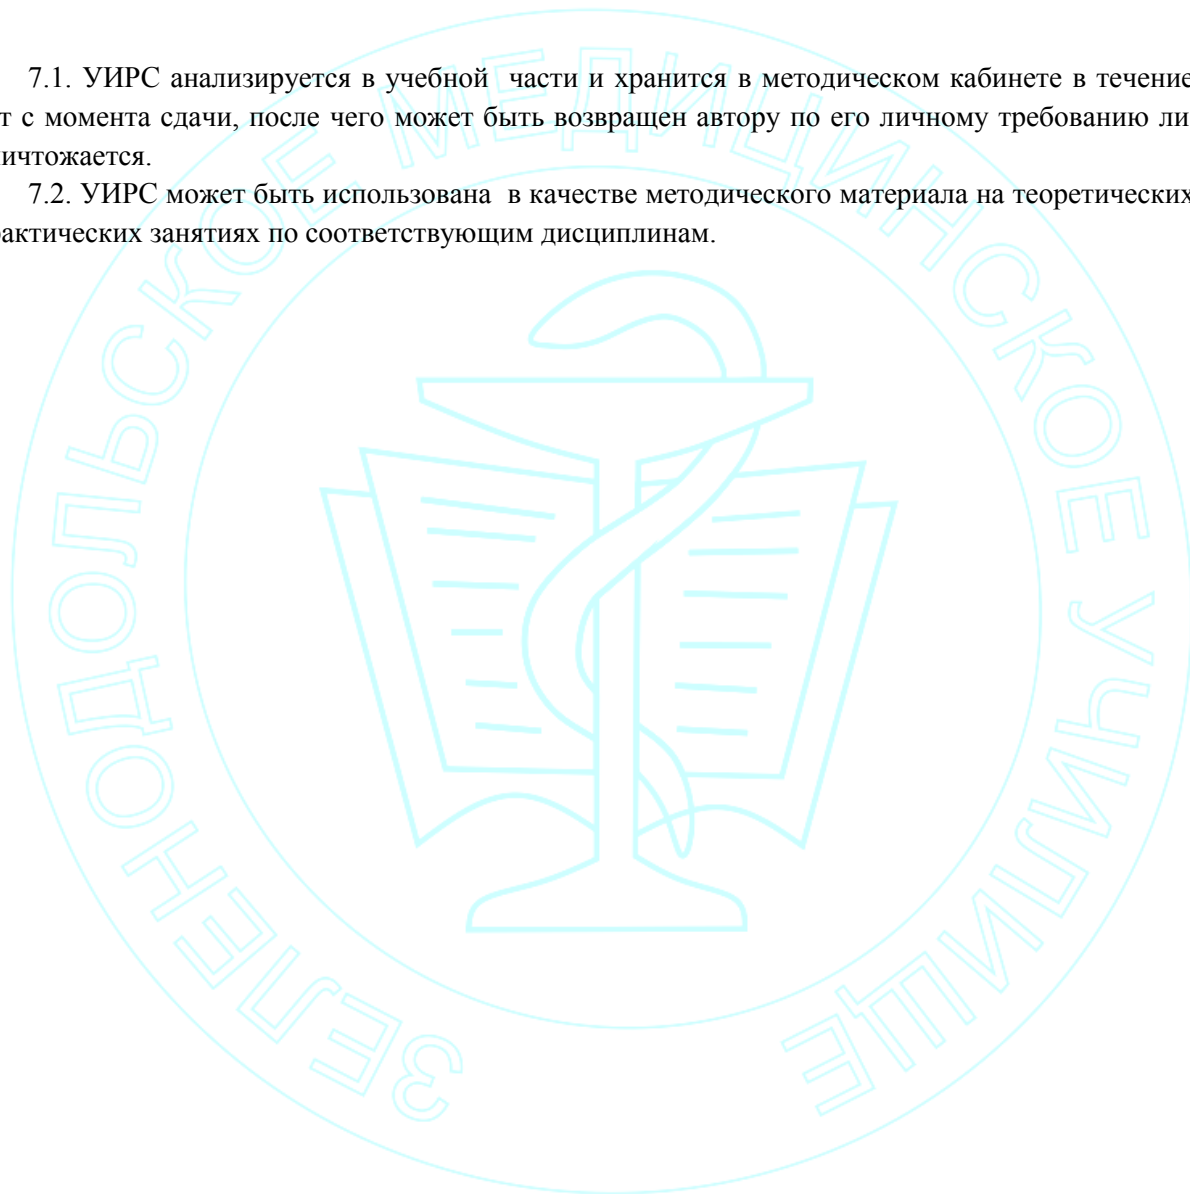 7.1. УИРС анализируется в учебной части и хранится в методическом кабинете в течение
т с момента сдачи, после чего может быть возвращен автору по его личному требованию ли
ничтожается.
7.2. УИРС может быть использована в качестве методического материала на теоретических
рактических занятиях по соответствующим дисциплинам.
ЗЕЛЕНОДОЛЬСКОЕ МЕДИЦИНСКОЕ УЧИЛИЩЕ